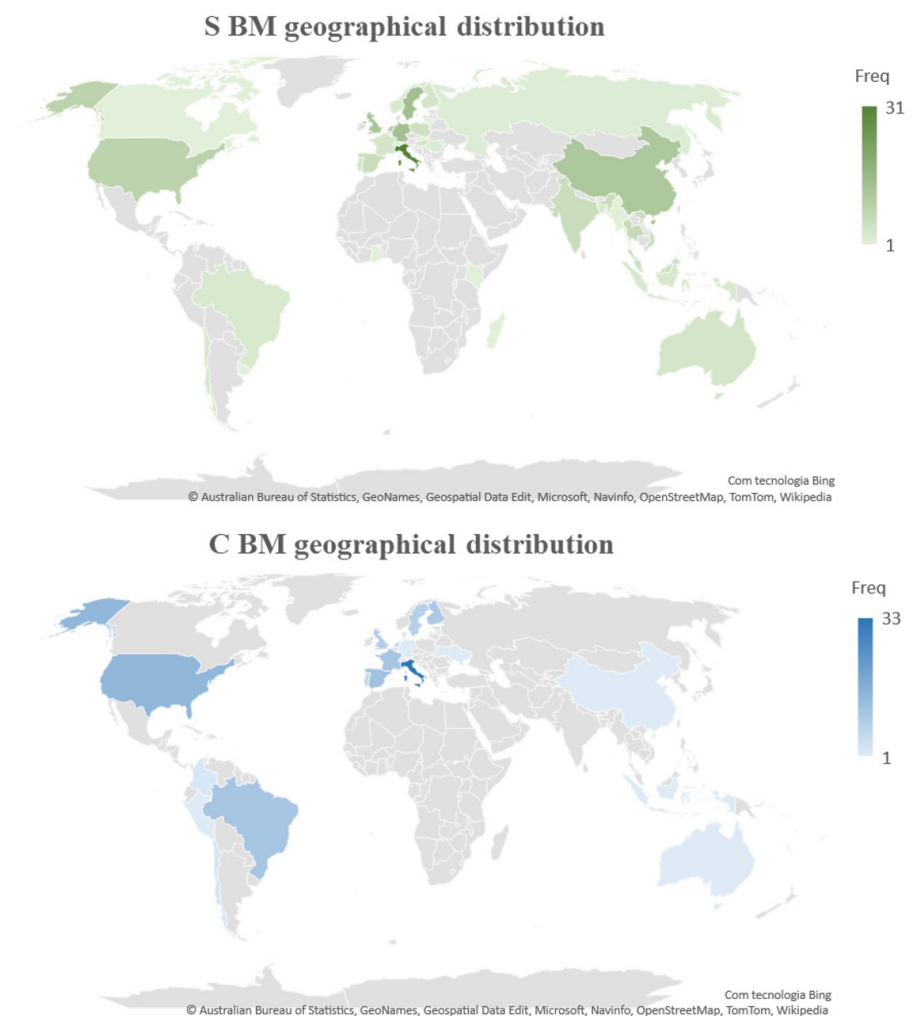 S BM geographical distribution
Freq
31
1
Com tecnologia Bing
© Australian Bureau of Statistics, GeoNames, Geospatial Data Edit, Microsoft, Navinfo, OpenStreetMap, TomTom, Wikipedia
C BM geographical distribution
Freq
33
1
Com tecnologia Bing
© Australian Bureau of Statistics, GeoNames, Geospatial Data Edit, Microsoft, Navinfo, OpenStreetMap, TomTom, Wikipedia